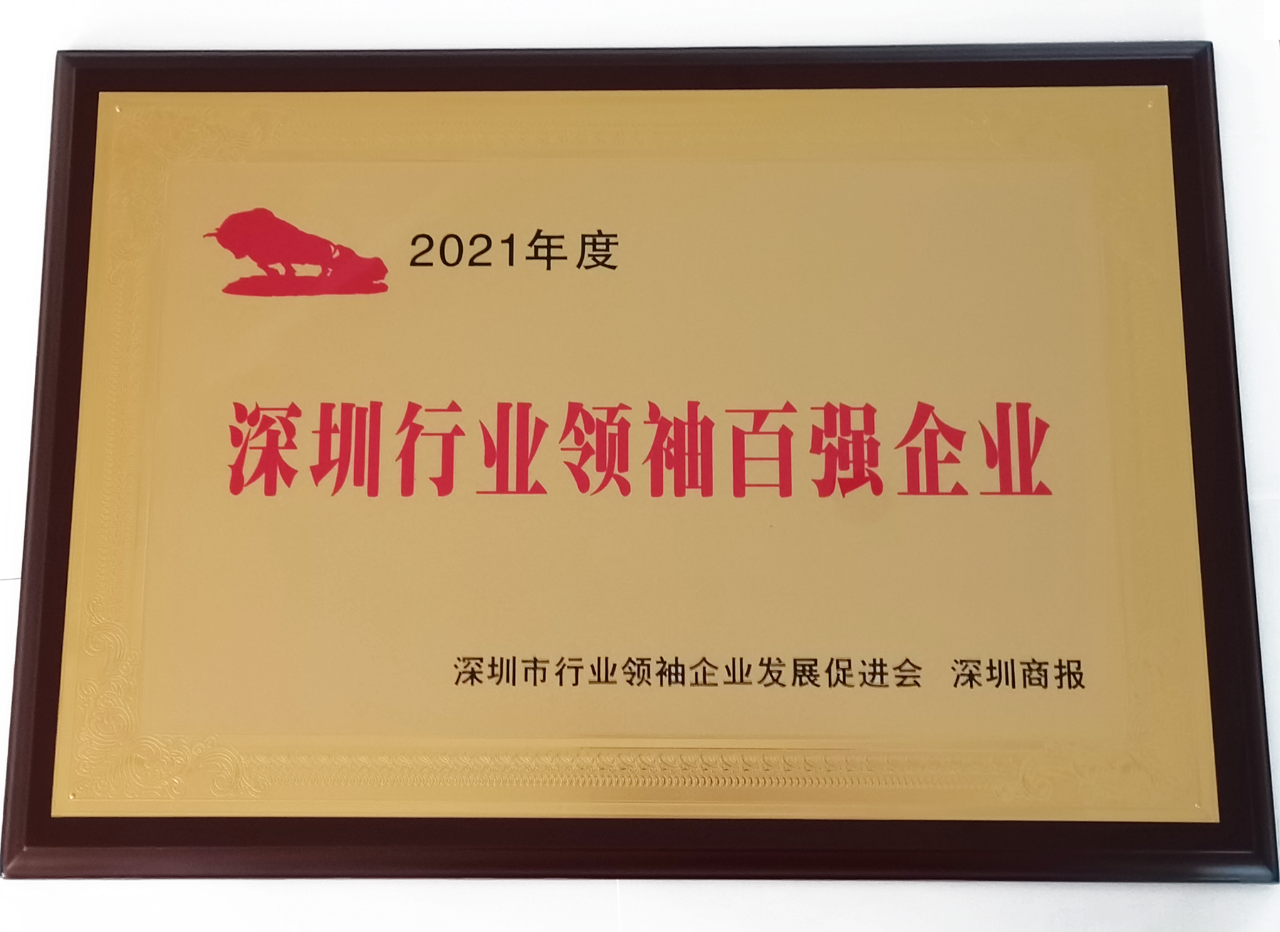 2021年度
深圳行业领袖百强企业
深圳市行业领袖企业发展促进会 深圳商报